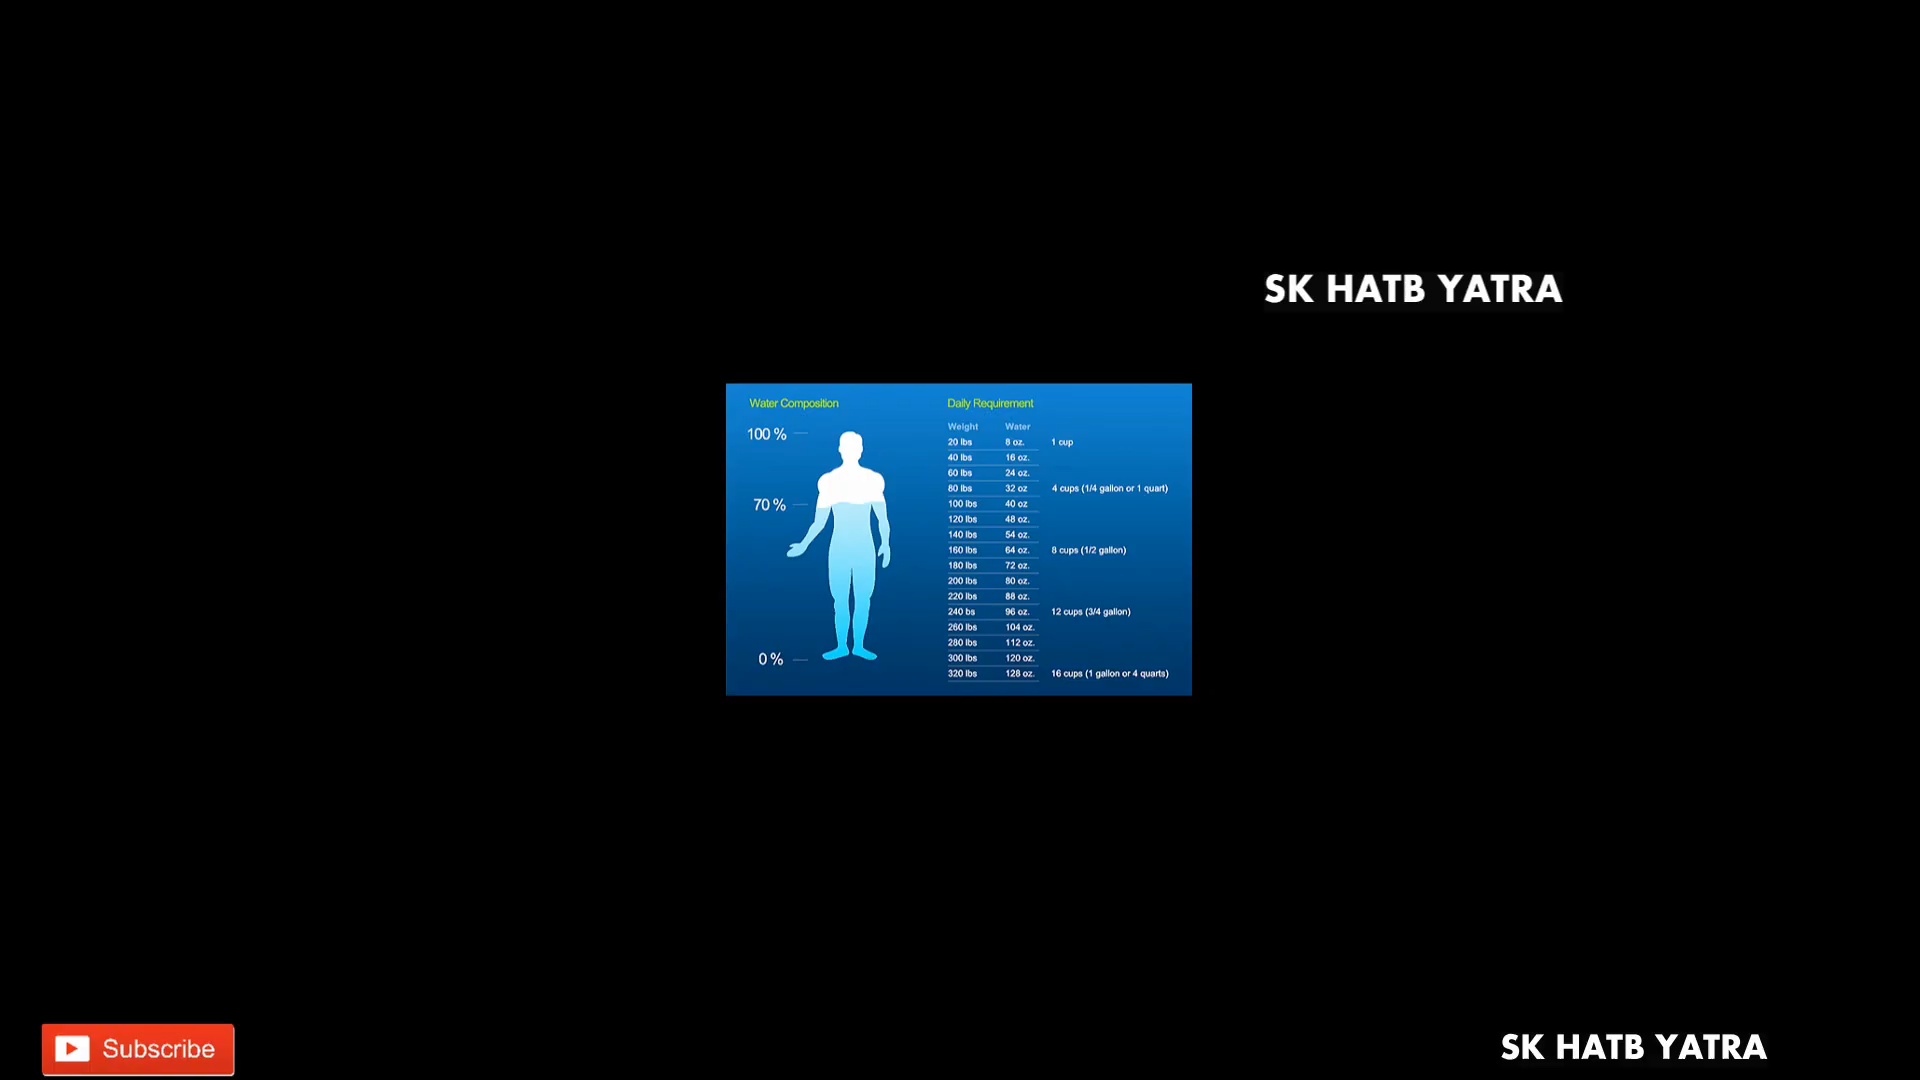 SK HATB YATRA
Water Composition
100 %
70 %
0 %
Daily Requirement
Weight Water
20 lbs 8 oz. 1 cup
40 lbs 16 oz.
60 lbs 24 oz.
80 lbs 32 oz 4 cups (1/4 gallon or 1 quart)
100 lbs 40 oz
120 lbs 48 oz.
140 lbs 54 oz.
160 lbs 64 oz. 8 cups (1/2 gallon)
180 lbs 72 oz.
200 lbs 80 oz.
220 lbs 88 oz.
240 bs 96 oz. 12 cups (3/4 gallon)
260 lbs 104 oz.
280 lbs 112 oz.
300 lbs 120 oz.
320 lbs 128 oz. 16 cups (1 gallon or 4 quarts)
Subscribe
SK HATB YATRA